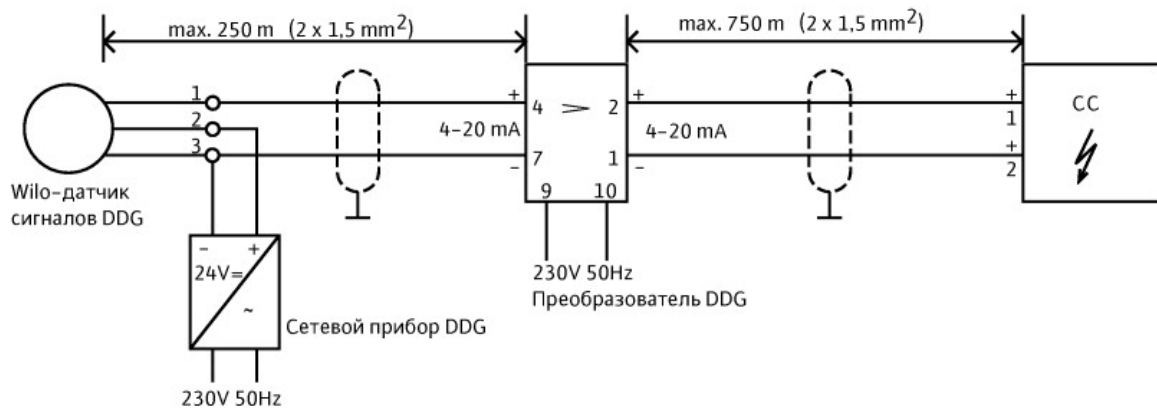 max. 250 m (2 x 1,5 mm²)
max. 750 m (2 x 1,5 mm²)
1
2
3
+
4
>
2
+
4–20 mA
4–20 mA
–
7
1
–
9
10
CC
1
+
2
Wilo–датчик
сигналов DDG
– +
24V=
~
230V 50Hz
Преобразователь DDG
Сетевой прибор DDG
230V 50Hz
+